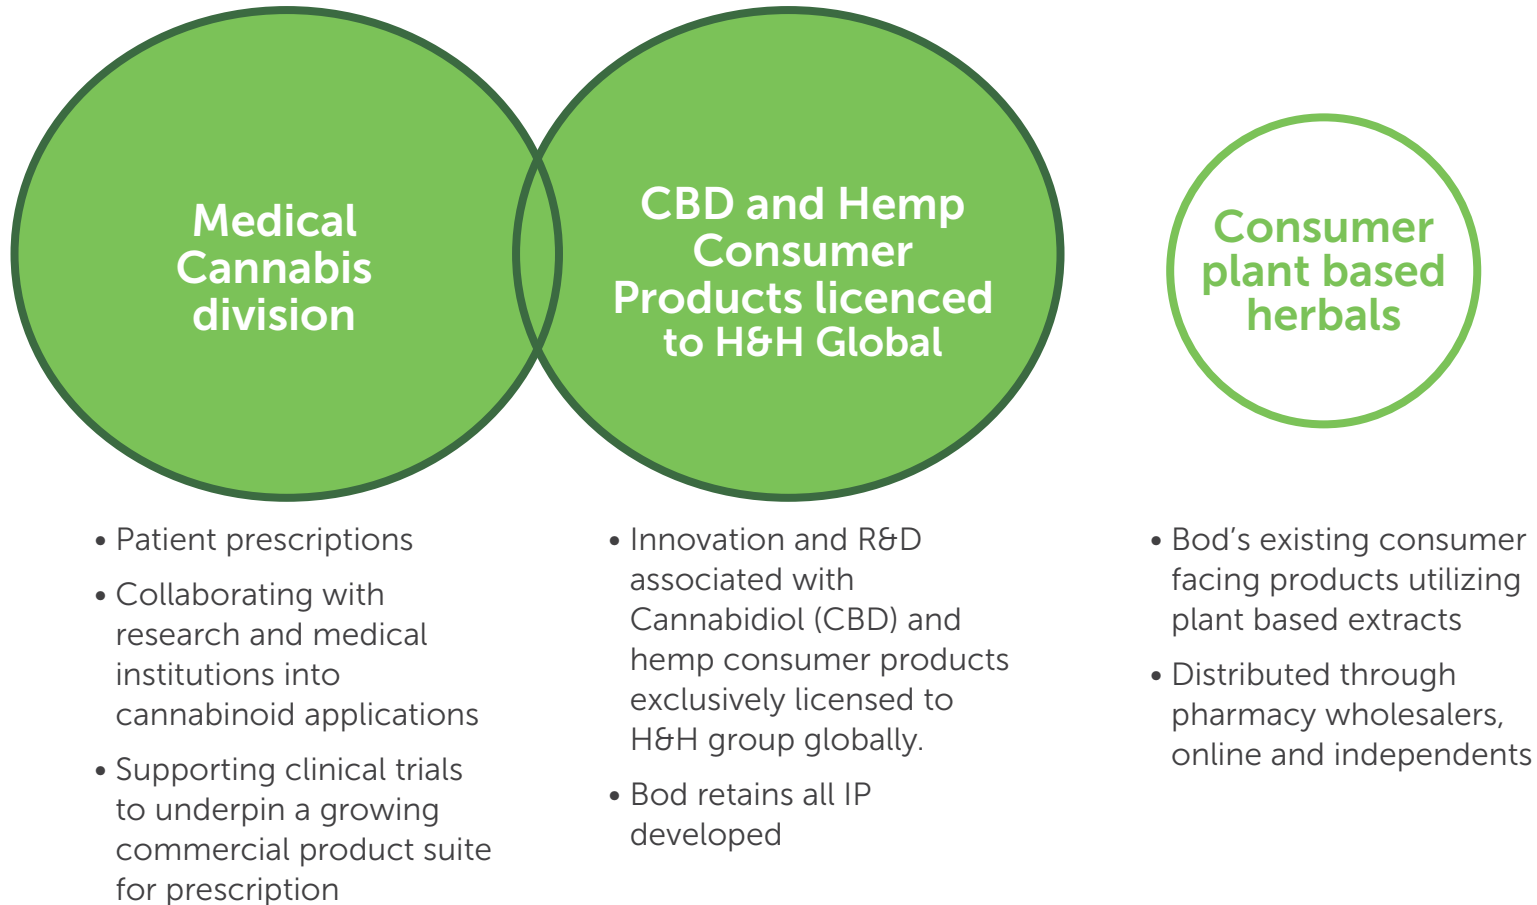 Medical
Cannabis
division
CBD and Hemp
Consumer
Products licenced
to H&H Global
Consumer
plant based
herbals
• Patient prescriptions
• Collaborating with
research and medical
institutions into
cannabinoid applications
• Supporting clinical trials
to underpin a growing
commercial product suite
for prescription
• Innovation and R&D
associated with
Cannabidiol (CBD) and
hemp consumer products
exclusively licensed to
H&H group globally.
• Bod retains all IP
developed
• Bod’s existing consumer
facing products utilizing
plant based extracts
• Distributed through
pharmacy wholesalers,
online and independents